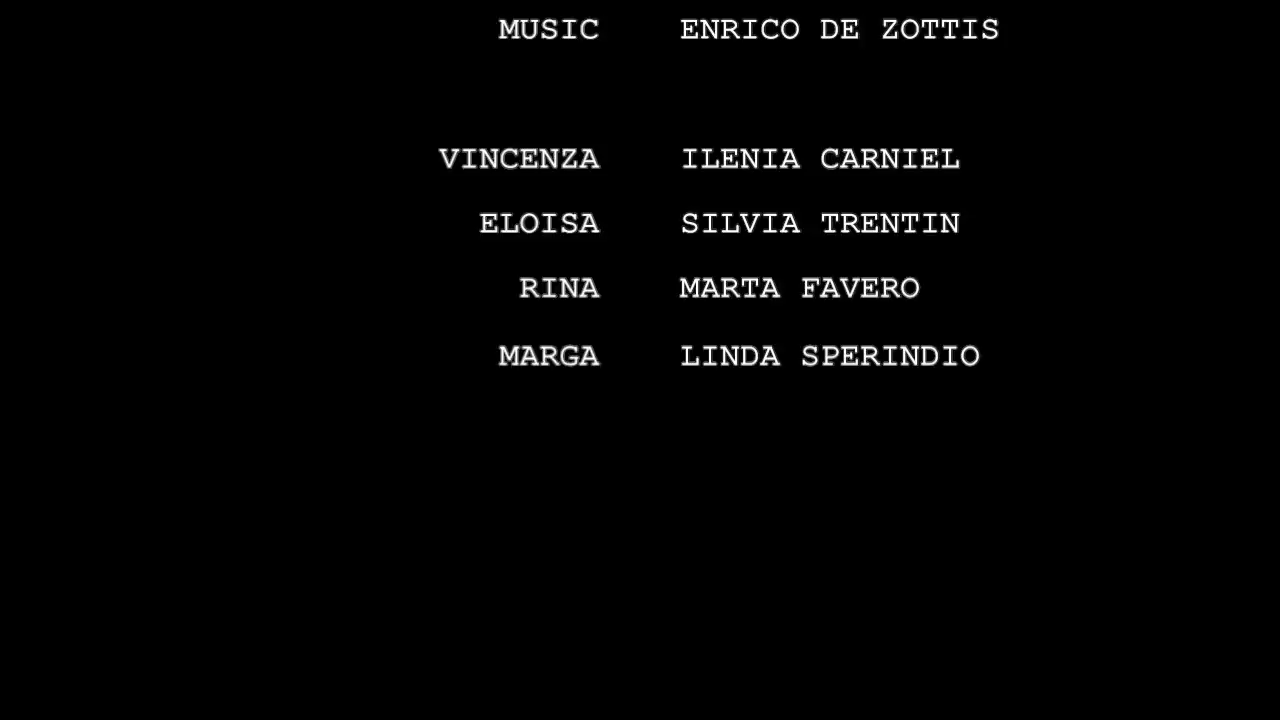 MUSIC ENRICO DE ZOTTIS
VINCENZA ILENIA CARNIEL
ELOISA SILVIA TRENTIN
RINA MARTA FAVERO
MARGA LINDA SPERINDIO